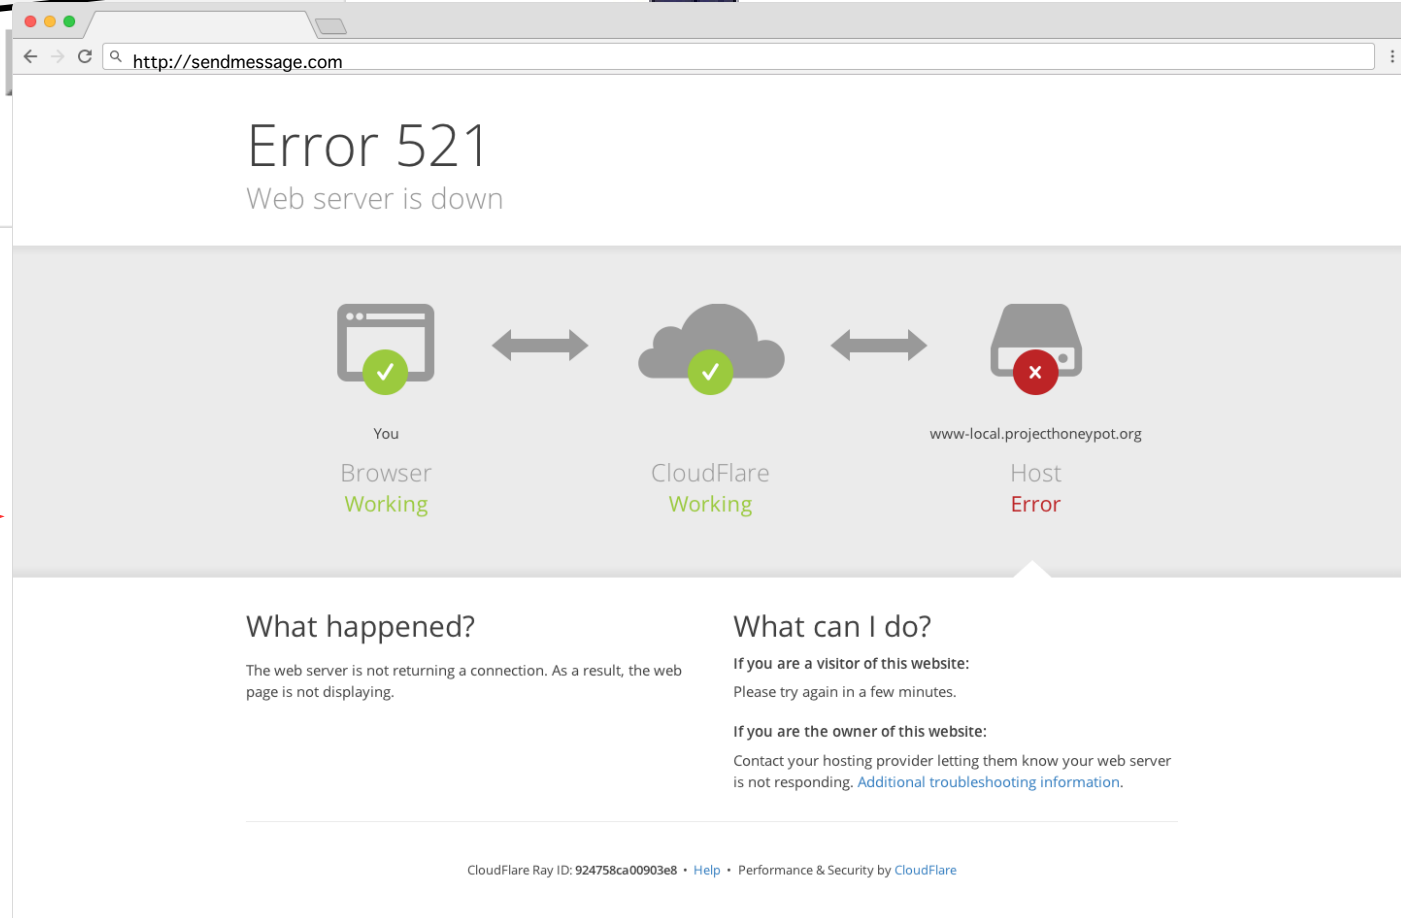 http://sendmessage.com
Error 521
Web server is down
You
www-local.projecthoneypot.org
Browser
CloudFlare
Host
Working
Working
Error
What happened?
The web server is not returning a connection. As a result, the web
page is not displaying.
What can I do?
If you are a visitor of this website:
Please try again in a few minutes.
If you are the owner of this website:
Contact your hosting provider letting them know your web server
is not responding. Additional troubleshooting information.
CloudFlare Ray ID: 924758ca00903e8 • Help • Performance & Security by CloudFlare